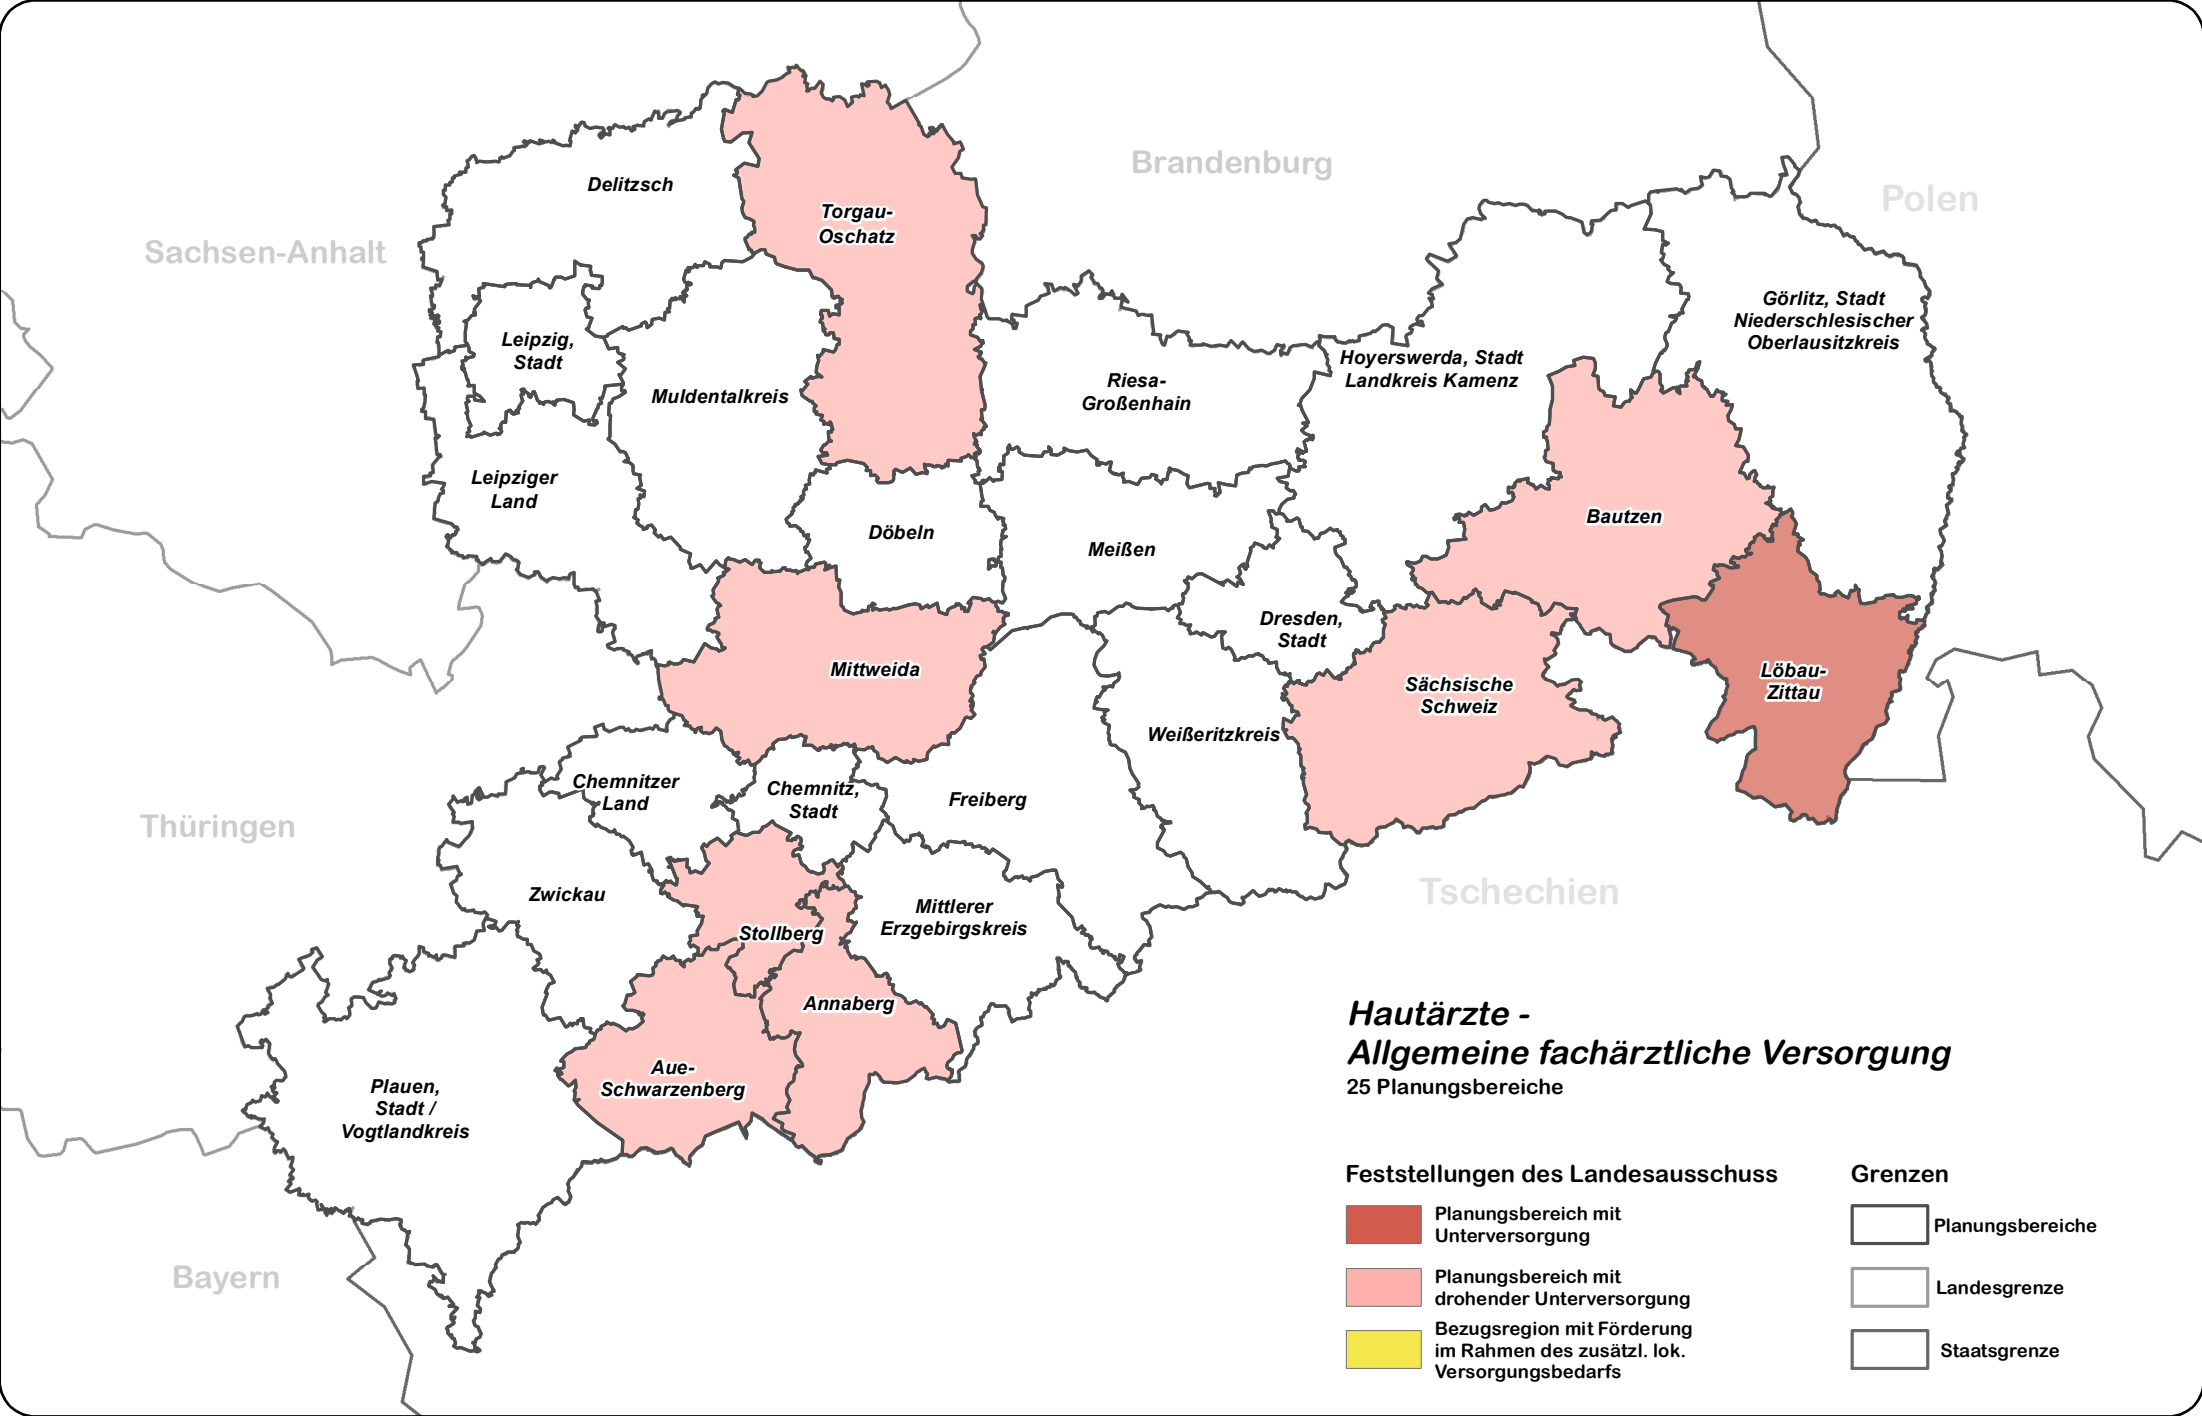 Brandenburg
Polen
Sachsen-Anhalt
Thüringen
Bayern
Tschechien
Delitzsch
Torgau-
Oschatz
Leipzig,
Stadt
Muldentalkreis
Leipziger
Land
Döbeln
Riesa-
Großenhain
Hoyerswerda, Stadt
Landkreis Kamenz
Görlitz, Stadt
Niederschlesischer
Oberlausitzkreis
Meißen
Bautzen
Dresden,
Stadt
Löbau-
Zittau
Mittweida
Sächsische
Schweiz
Weißeritzkreis
Chemnitzer
Land
Chemnitz,
Stadt
Freiberg
Zwickau
Stollberg
Mittlerer
Erzgebirgskreis
Annaberg
Aue-
Schwarzenberg
Plauen,
Stadt /
Vogtlandkreis
Hautärzte -
Allgemeine fachärztliche Versorgung
25 Planungsbereiche
Feststellungen des Landesausschuss
Planungsbereich mit
Unterversorgung
Planungsbereich mit
drohender Unterversorgung
Bezugsregion mit Förderung
im Rahmen des zusätzl. lok.
Versorgungsbedarfs
Grenzen
Planungsbereiche
Landesgrenze
Staatsgrenze